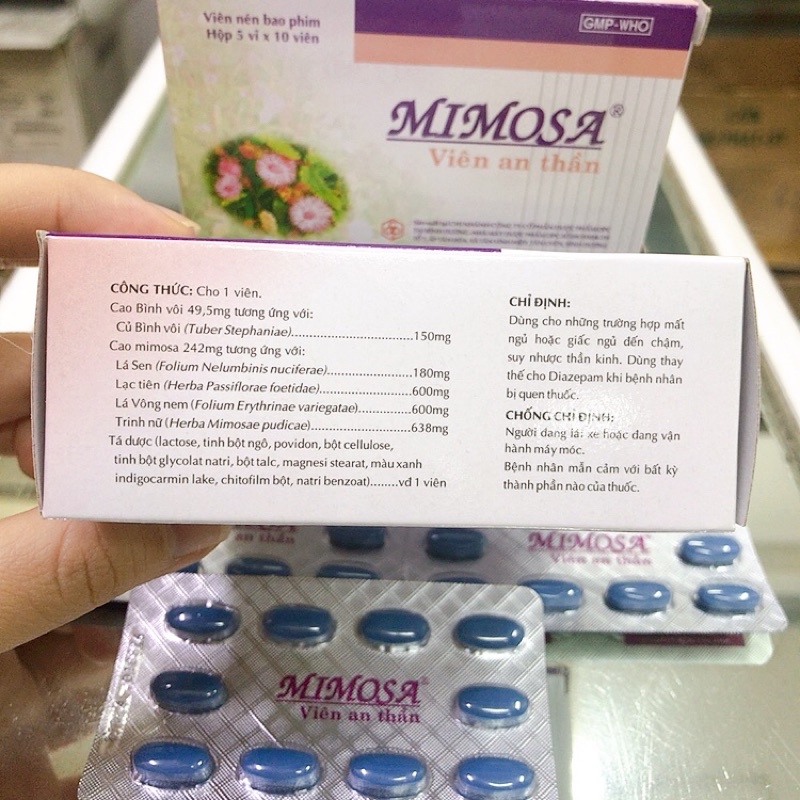 Viên nén bao phim
Hộp 5 vỉ x 10 viên
GMP-WHO
MIMOSA®
Viên an thần
CÔNG THỨC: Cho 1 viên.
Cao Bình vôi 49,5mg tương ứng với:
Củ Bình vôi (Tuber Stephaniae)..............................150mg
Cao mimosa 242mg tương ứng với:
Lá Sen (Folium Nelumbinis nuciferae)....................180mg
Lạc tiên (Herba Passiflorae foetidae)......................600mg
Lá Vông nem (Folium Erythrinae variegatae)............600mg
Trinh nữ (Herba Mimosae pudicae).........................638mg
Tá dược (lactose, tinh bột ngô, povidon, bột cellulose,
tinh bột glycolat natri, bột talc, magnesi stearat, màu xanh
indigocarmin lake, chitofilm bột, natri benzoat)........vđ 1 viên
CHỈ ĐỊNH:
Dùng cho những trường hợp mất
ngủ hoặc giấc ngủ đến chậm,
suy nhược thần kinh. Dùng thay
thế cho Diazepam khi bệnh nhân
bị quen thuốc.
CHỐNG CHỈ ĐỊNH:
Người đang lái xe hoặc đang vận
hành máy móc.
Bệnh nhân mẫn cảm với bất kỳ
thành phần nào của thuốc.
an thần
MIMOSA®
Viên an thần
MIMOSA®
Viên an thần